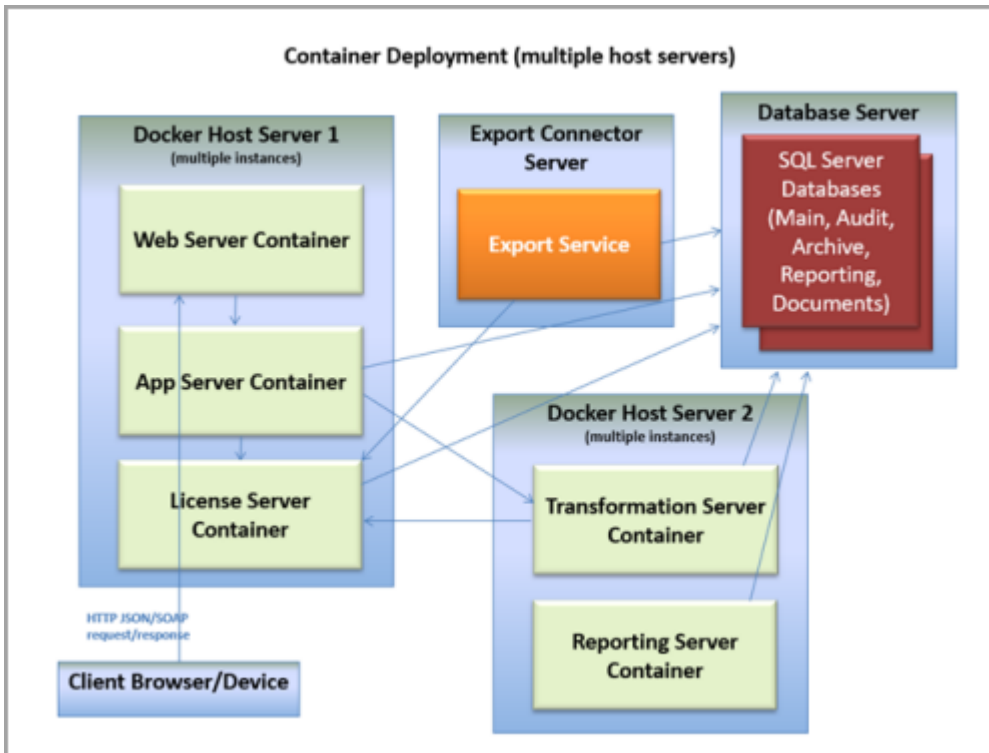 Container Deployment (multiple host servers)
Docker Host Server 1
(multiple instances)
Web Server Container
App Server Container
License Server
Container
HTTP JSON/SOAP
request/response
Client Browser/Device
Export Connector
Server
Export Service
Database Server
SQL Server
Databases
(Main, Audit,
Archive,
Reporting,
Documents)
Docker Host Server 2
(multiple instances)
Transformation Server
Container
Reporting Server
Container